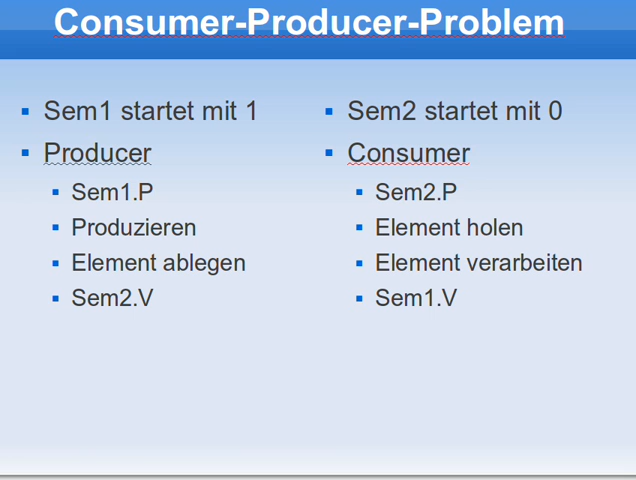 Consumer-Producer-Problem
Sem1 startet mit 1
Producer
Sem1.P
Produzieren
Element ablegen
Sem2.V
Sem2 startet mit 0
Consumer
Sem2.P
Element holen
Element verarbeiten
Sem1.V